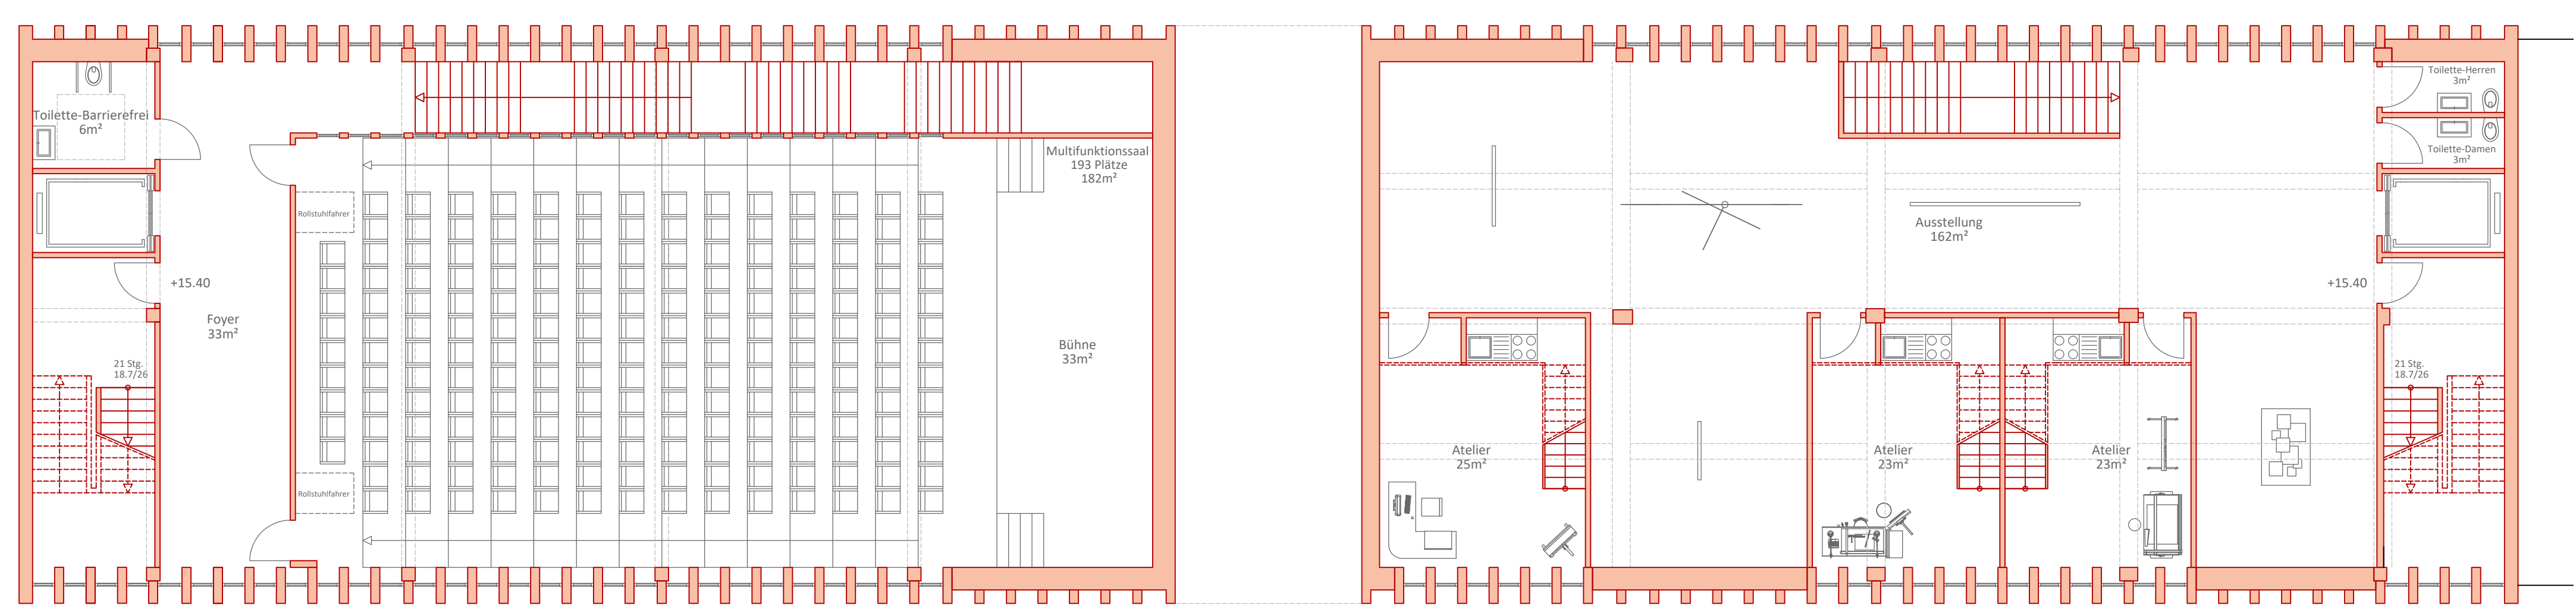 Toilette-Barrierefrei
6m²
+15.40
Foyer
33m²
21 Stg.
18.7/26
Rollstuhlfahrer
Rollstuhlfahrer
Multifunktionssaal
193 Plätze
182m²
Bühne
33m²
Ausstellung
162m²
Atelier
25m²
Atelier
23m²
Atelier
23m²
Toilette-Herren
3m²
Toilette-Damen
3m²
+15.40
21 Stg.
18.7/26